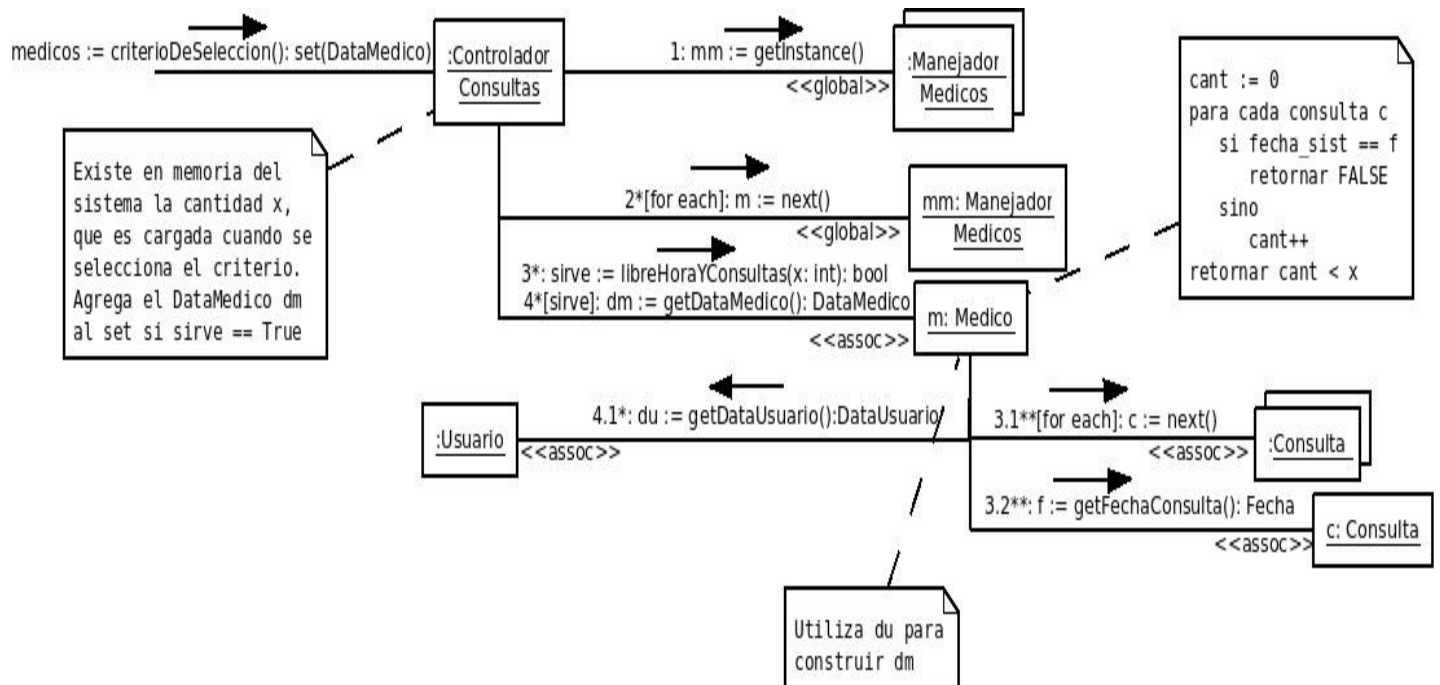 medicos := criterioDeSeleccion(): set(DataMedico)
:Controlador
Consultas
1: mm := getInstance()
<<global>>
:Manejador
Medicos
cant := 0
para cada consulta c
si fecha_sist == f
retornar FALSE
sino
cant++
retornar cant < x
Existe en memoria del
sistema la cantidad x,
que es cargada cuando se
selecciona el criterio.
Agrega el DataMedico dm
al set si sirve == True
2*[for each]: m := next()
<<global>>
mm: Manejador
Medicos
3*: sirve := libreHoraYConsultas(x: int): bool
4*[sirve]: dm := getDataMedico(): DataMedico
<<assoc>>
m: Medico
:Usuario
4.1*: du := getDataUsuario():DataUsuario
<<assoc>>
3.1**[for each]: c := next()
<<assoc>>
:Consulta
3.2**: f := getFechaConsulta(): Fecha
<<assoc>>
c: Consulta
Utiliza du para
construir dm